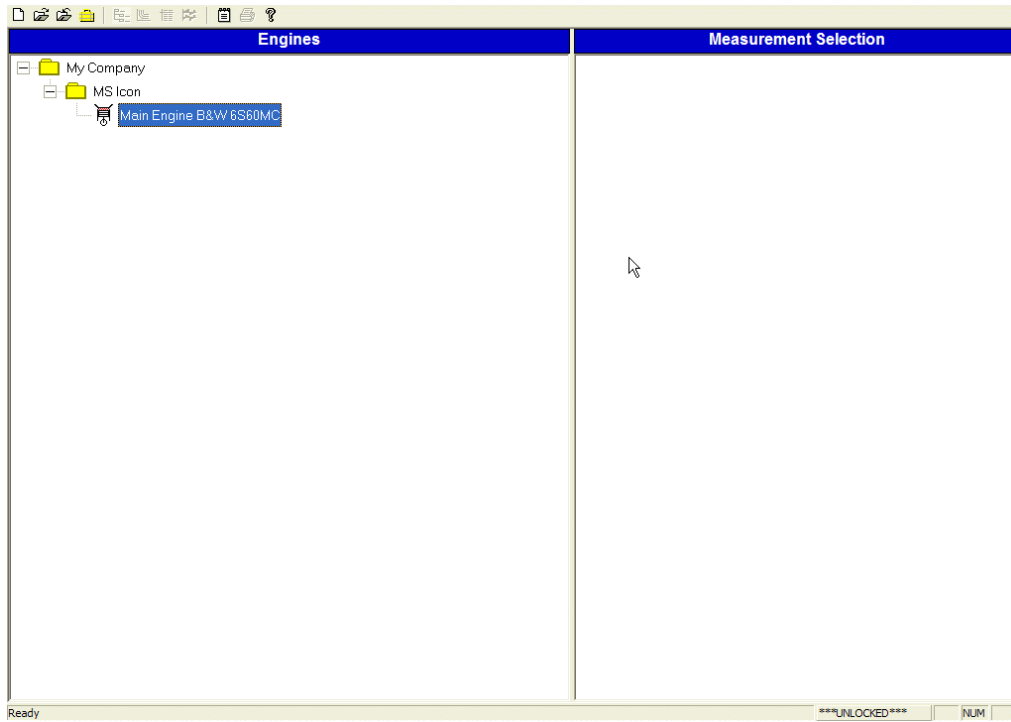 Engines
Measurement Selection
My Company
MS Icon
Main Engine B&W 6S60MC
Ready
***UNLOCKED***
NUM